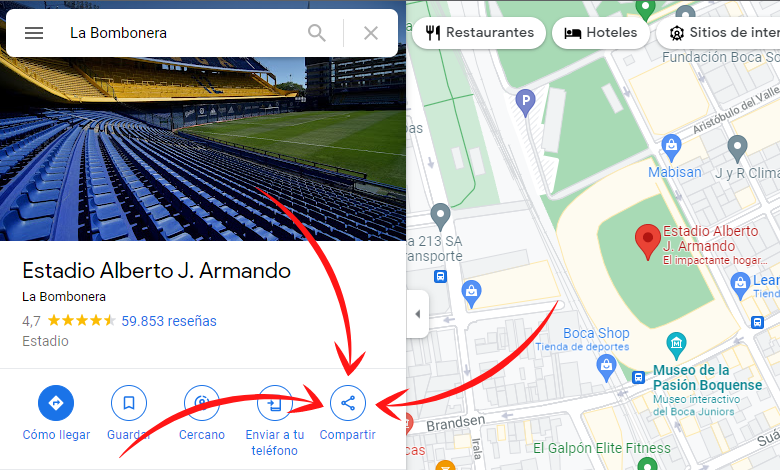 La Bombonera
Estadio Alberto J. Armando
La Bombonera
4,7
59.853 reseñas
Estadio
Cómo llegar
Guardar
Cercano
Enviar a tu
teléfono
Compartir
Restaurantes
Hoteles
Sitios de inter
Fundación Boca So
Aristóbulo del Valle
P
Mabisan
J y R Clima
Estadio Alberto
J. Armando
El impactante hogar...
213 SA
Lean
Tienda
Boca Shop
Tienda de deportes
Museo de la
Pasión Boquense
Museo interactivo
del Boca Juniors
Brandsen
Irala
El Galpón Elite Fitness